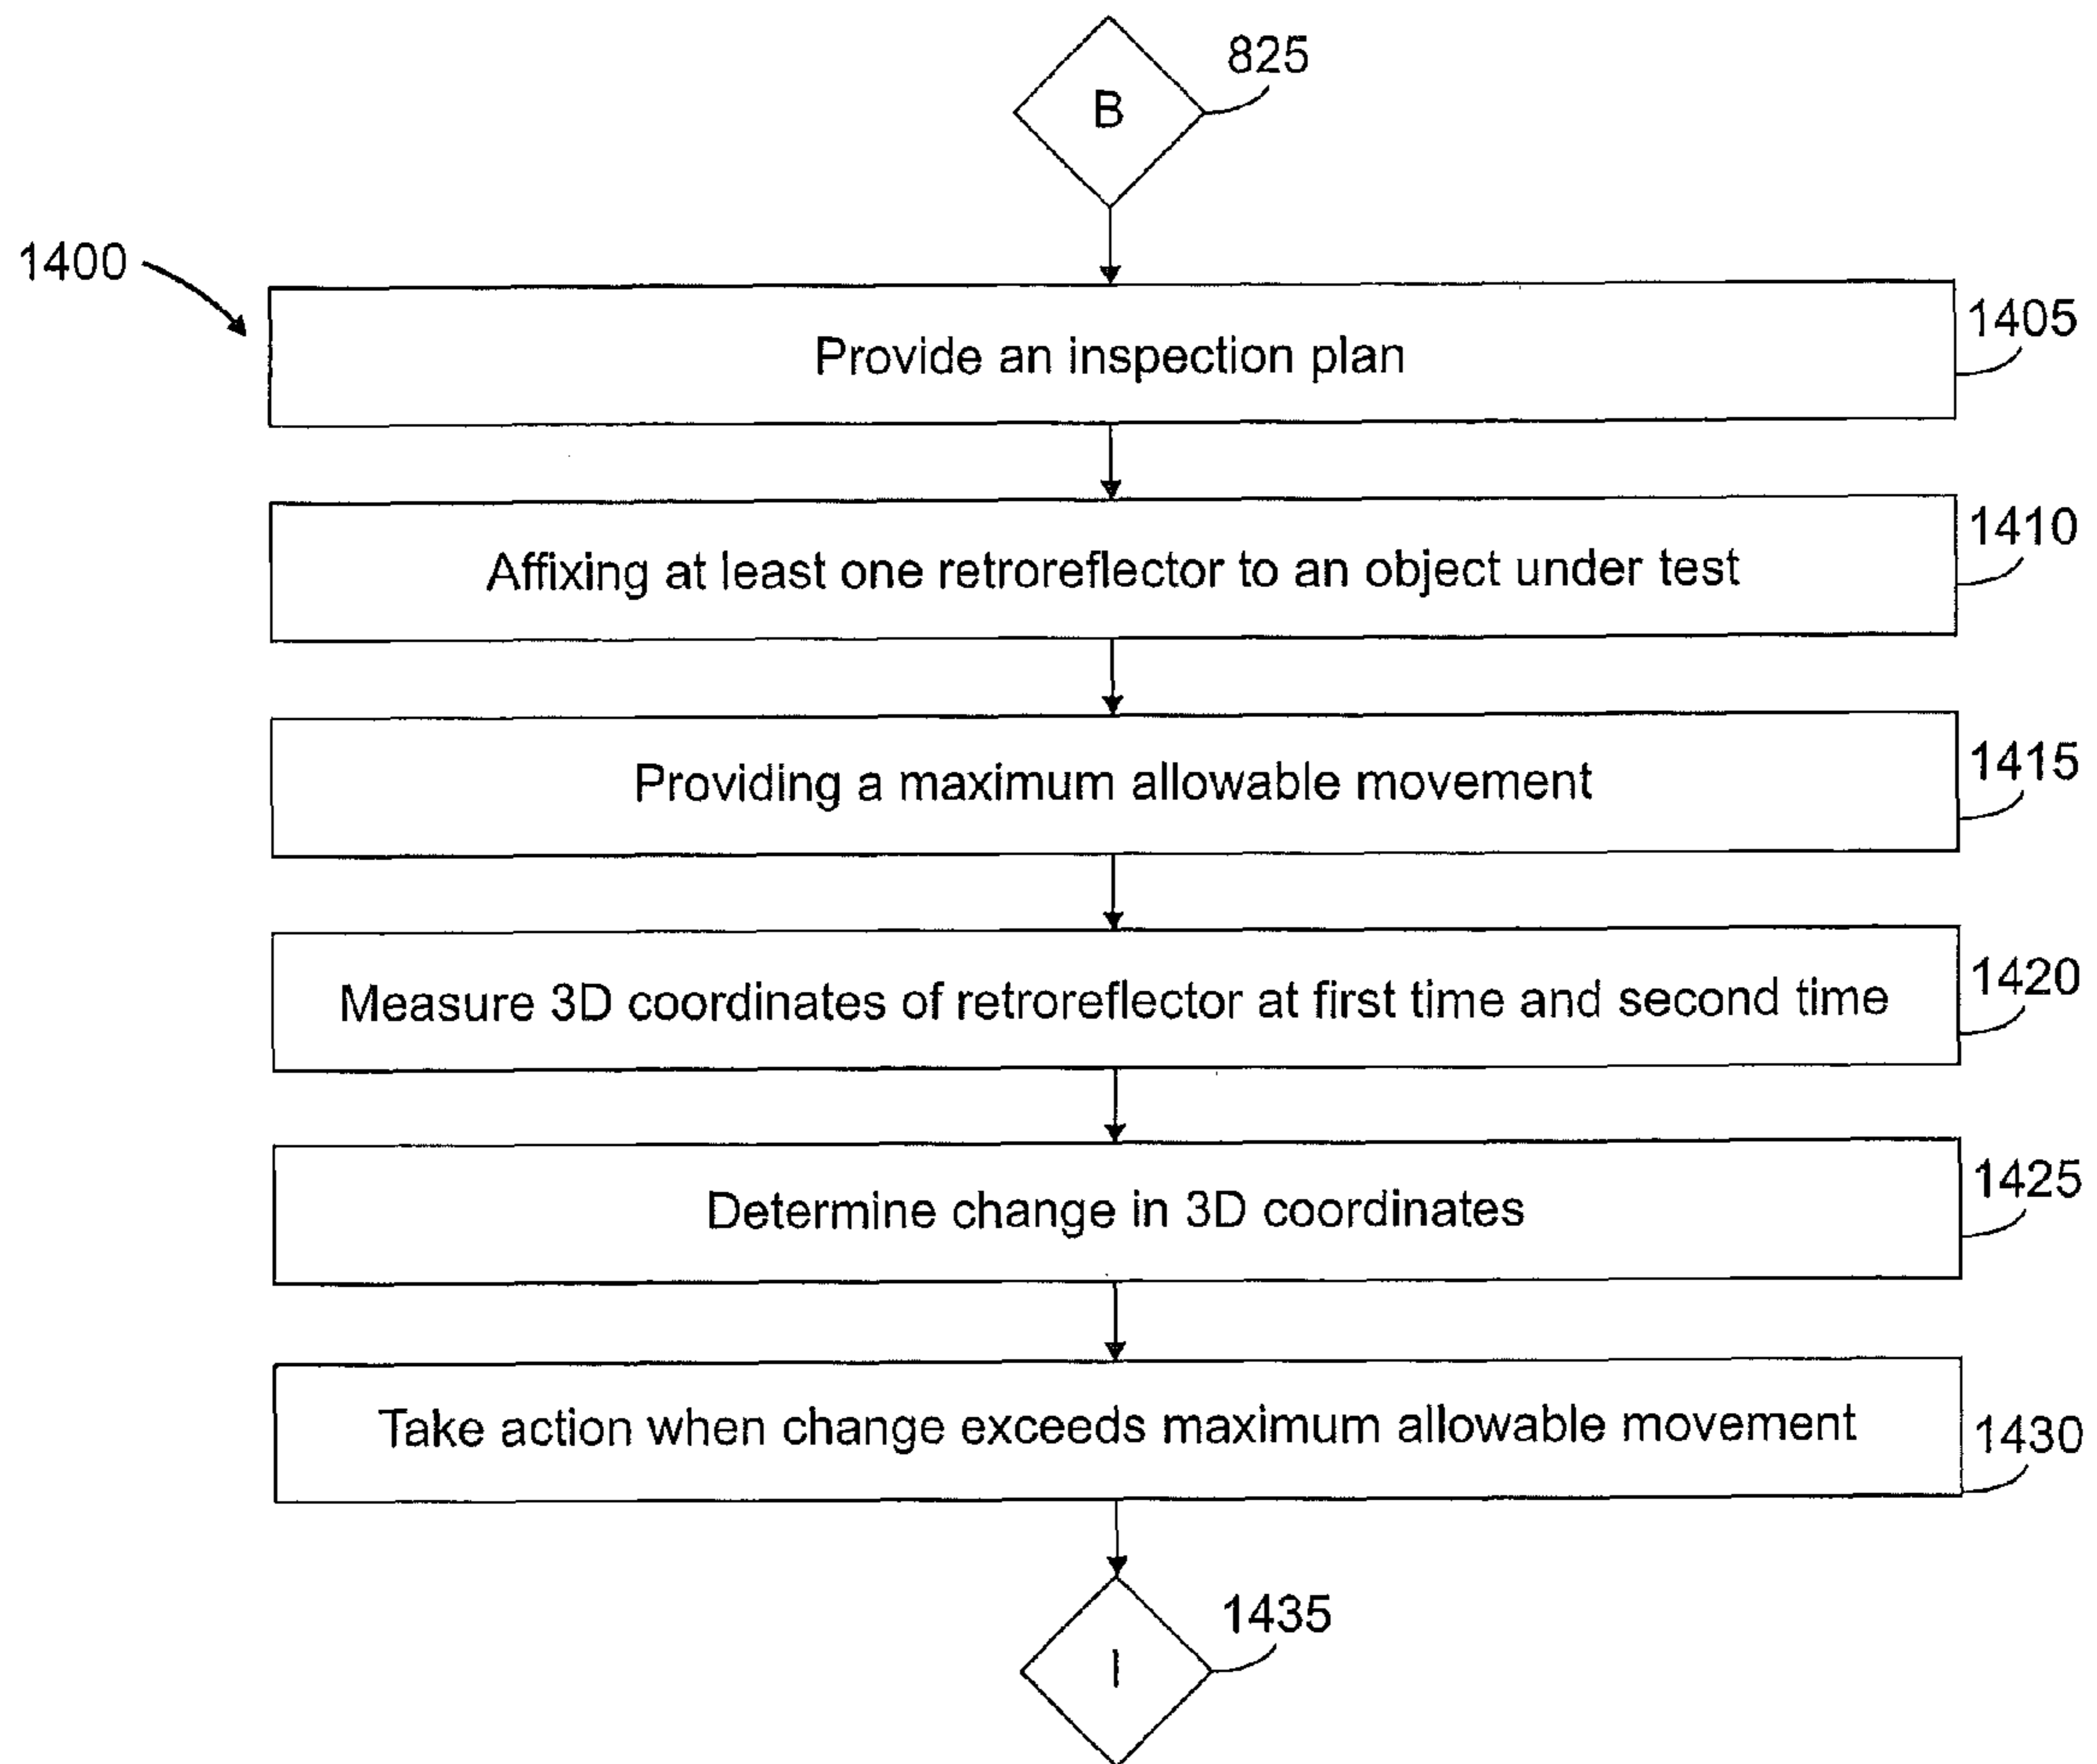 B
825
1400
Provide an inspection plan
1405
Affixing at least one retroreflector to an object under test
1410
Providing a maximum allowable movement
1415
Measure 3D coordinates of retroreflector at first time and second time
1420
Determine change in 3D coordinates
1425
Take action when change exceeds maximum allowable movement
1430
I
1435